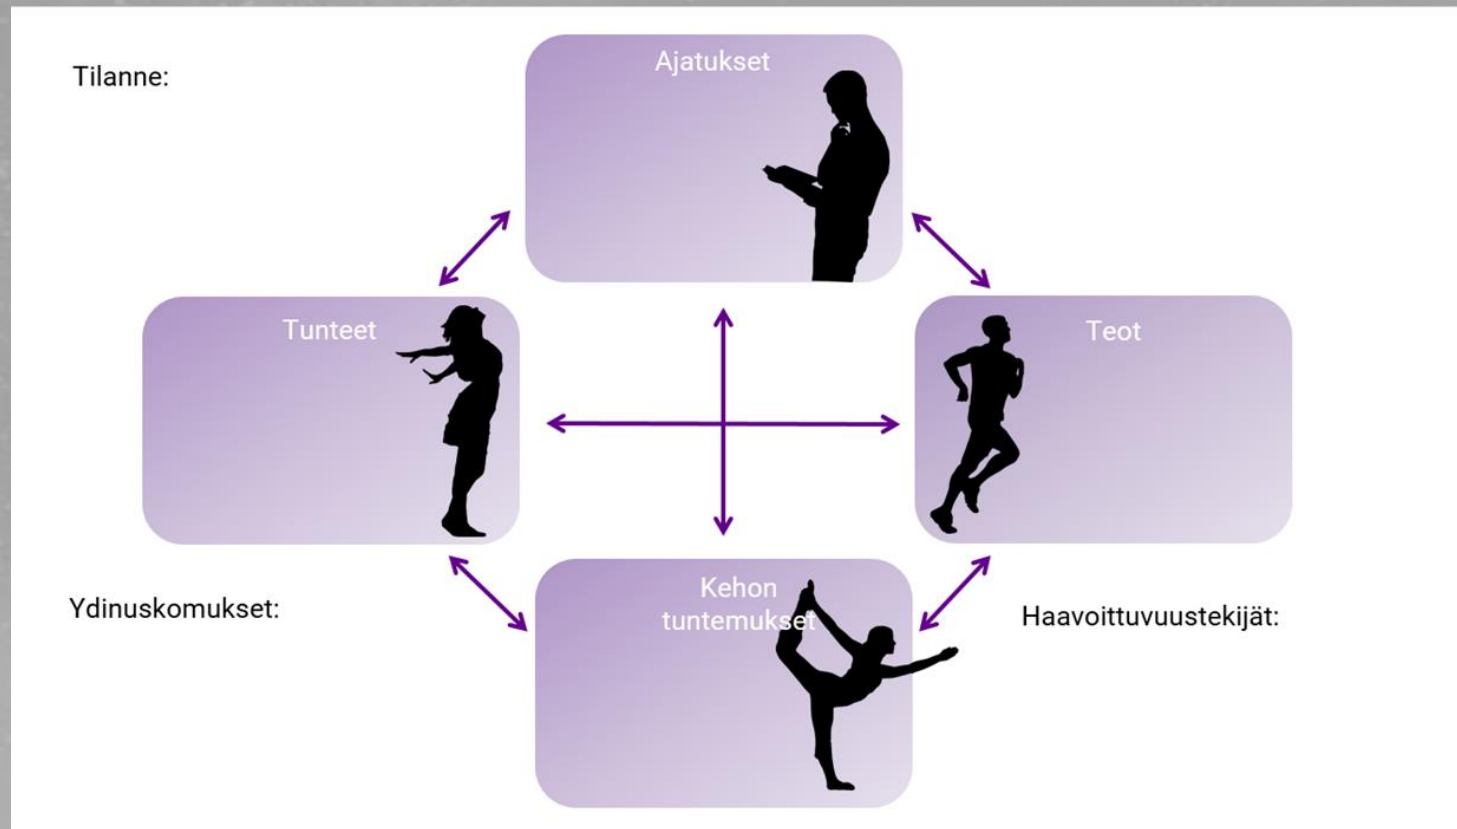 Tilanne:
Ajatukset
Tunteet
Teot
Ydinuskomukset:
Kehon
tuntemukset
Haavoittuvuustekijät: